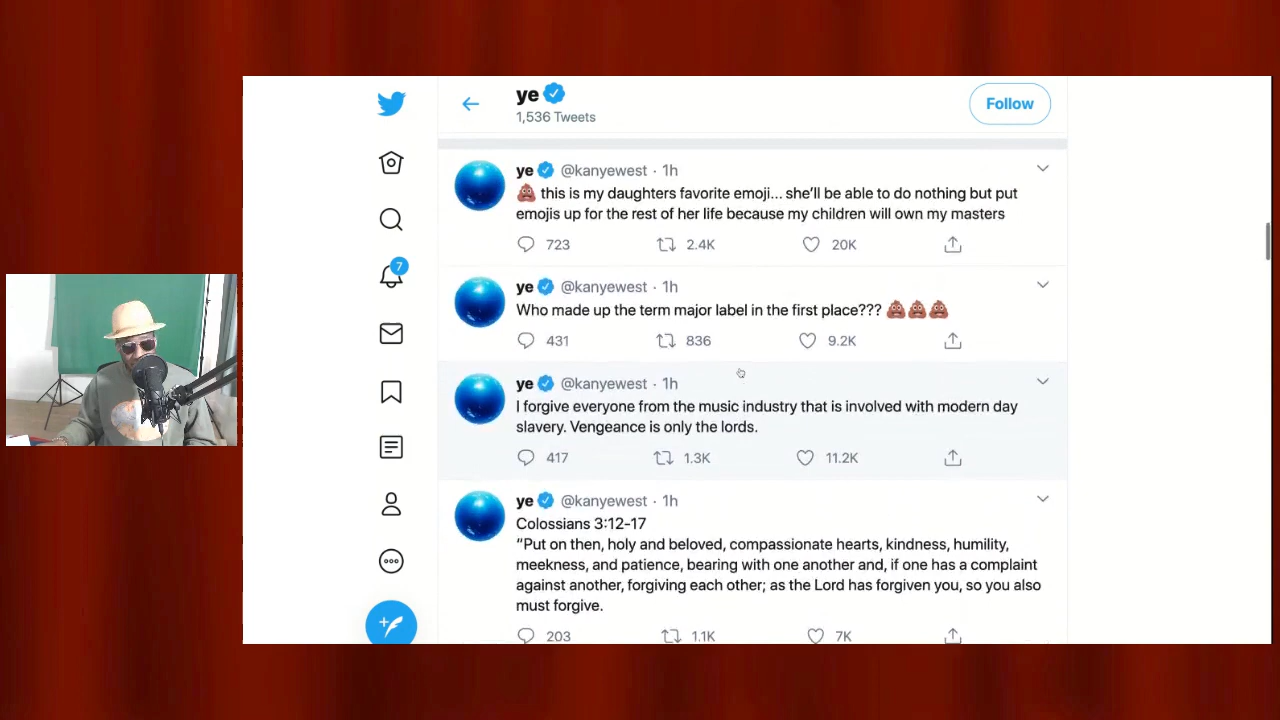 ye
1,536 Tweets
Follow
7
ye @kanyewest · 1h
💩 this is my daughters favorite emoji... she'll be able to do nothing but put
emojis up for the rest of her life because my children will own my masters
723 2.4K 20K
ye @kanyewest · 1h
Who made up the term major label in the first place??? 💩💩💩
431 836 9.2K
ye @kanyewest · 1h
I forgive everyone from the music industry that is involved with modern day
slavery. Vengeance is only the lords.
417 1.3K 11.2K
ye @kanyewest · 1h
Colossians 3:12-17
“Put on then, holy and beloved, compassionate hearts, kindness, humility,
meekness, and patience, bearing with one another and, if one has a complaint
against another, forgiving each other; as the Lord has forgiven you, so you also
must forgive.
203 1.1K 7K